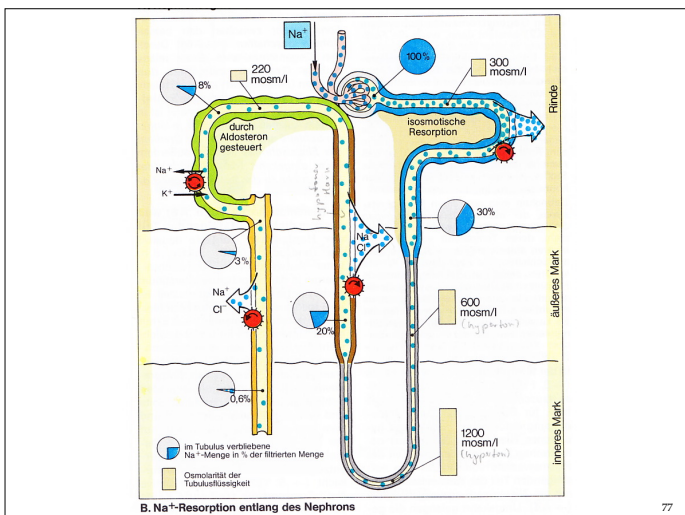 Na⁺
100%
8%
220
mosm/l
300
mosm/l
Rinde
durch
Aldosteron
gesteuert
isosmotische
Resorption
Na⁺
K⁺
hypotoner
Harn
30%
3%
Na
Cl⁻
Na⁺
Cl⁻
20%
600
mosm/l
(hyperton)
äußeres Mark
0,6%
1200
mosm/l
(hyperton)
inneres Mark
im Tubulus verbliebene
Na⁺-Menge in % der filtrierten Menge
Osmolarität der
Tubulusflüssigkeit
B. Na⁺-Resorption entlang des Nephrons
77